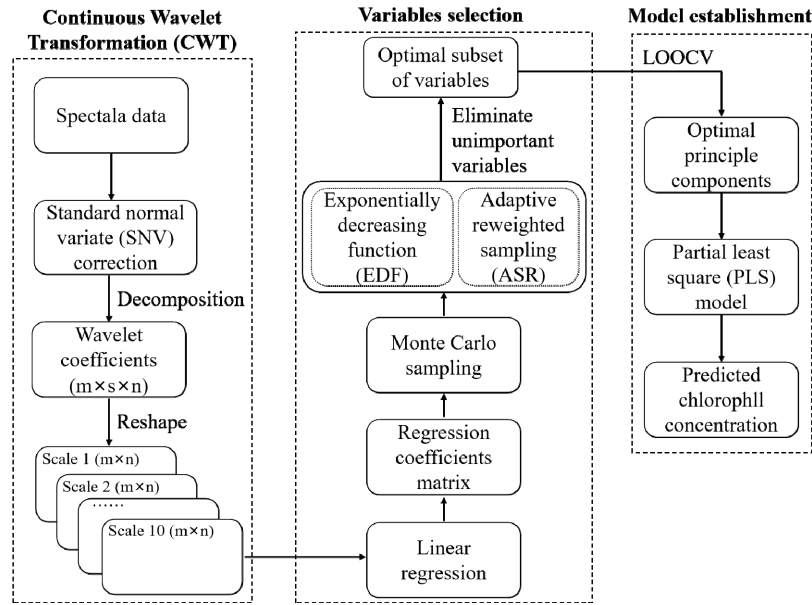 Continuous Wavelet
Transformation (CWT)
Spectala data
Standard normal
variate (SNV)
correction
Decomposition
Wavelet
coefficients
(m×s×n)
Reshape
Scale 1 (m×n)
Scale 2 (m×n)
······
Scale 10 (m×n)
Variables selection
Optimal subset
of variables
Eliminate
unimportant
variables
Exponentially
decreasing
function
(EDF)
Adaptive
reweighted
sampling
(ASR)
Monte Carlo
sampling
Regression
coefficients
matrix
Linear
regression
Model establishment
LOOCV
Optimal
principle
components
Partial least
square (PLS)
model
Predicted
chlorophll
concentration